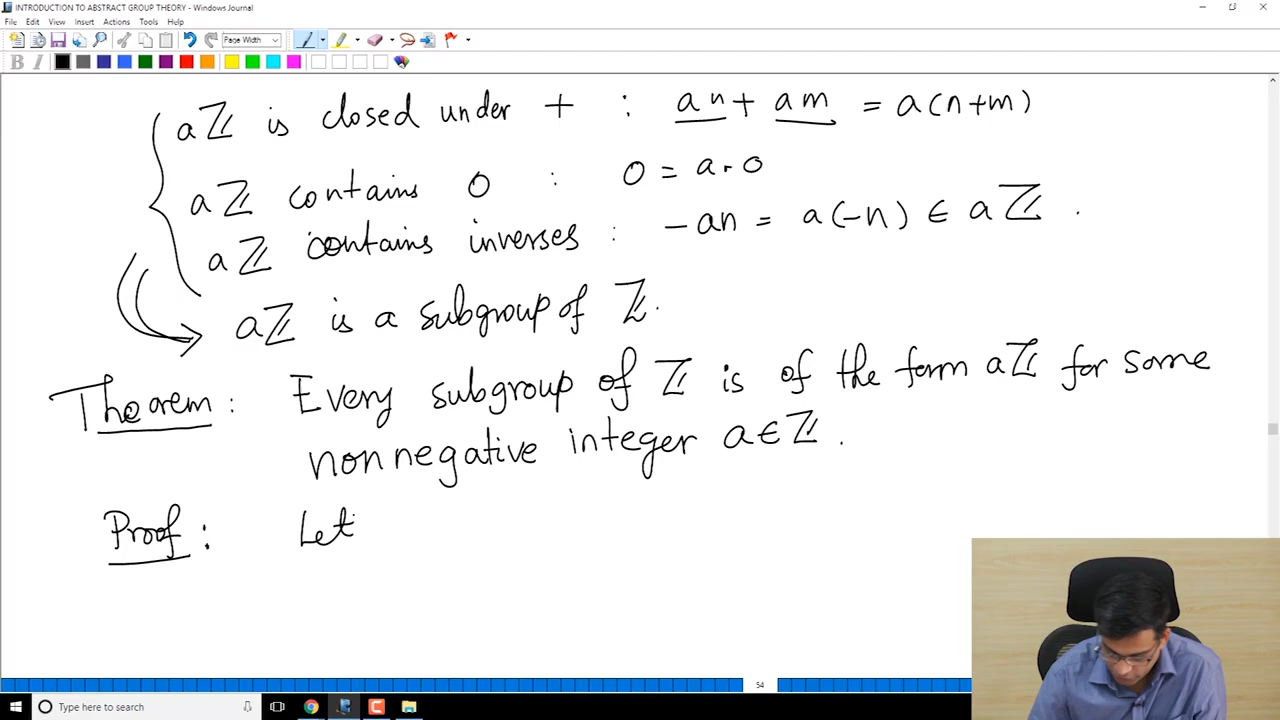 INTRODUCTION TO ABSTRACT GROUP THEORY - Windows Journal
File Edit View Insert Actions Tools Help
Page Width
B I
aℤ is closed under + : an + am = a(n+m)
aℤ contains 0 : 0 = a·0
aℤ contains inverses : -an = a(-n) ∈ aℤ .
aℤ is a subgroup of ℤ.
Theorem : Every subgroup of ℤ is of the form aℤ for some
nonnegative integer a∈ℤ .
Proof : Let
54
Type here to search